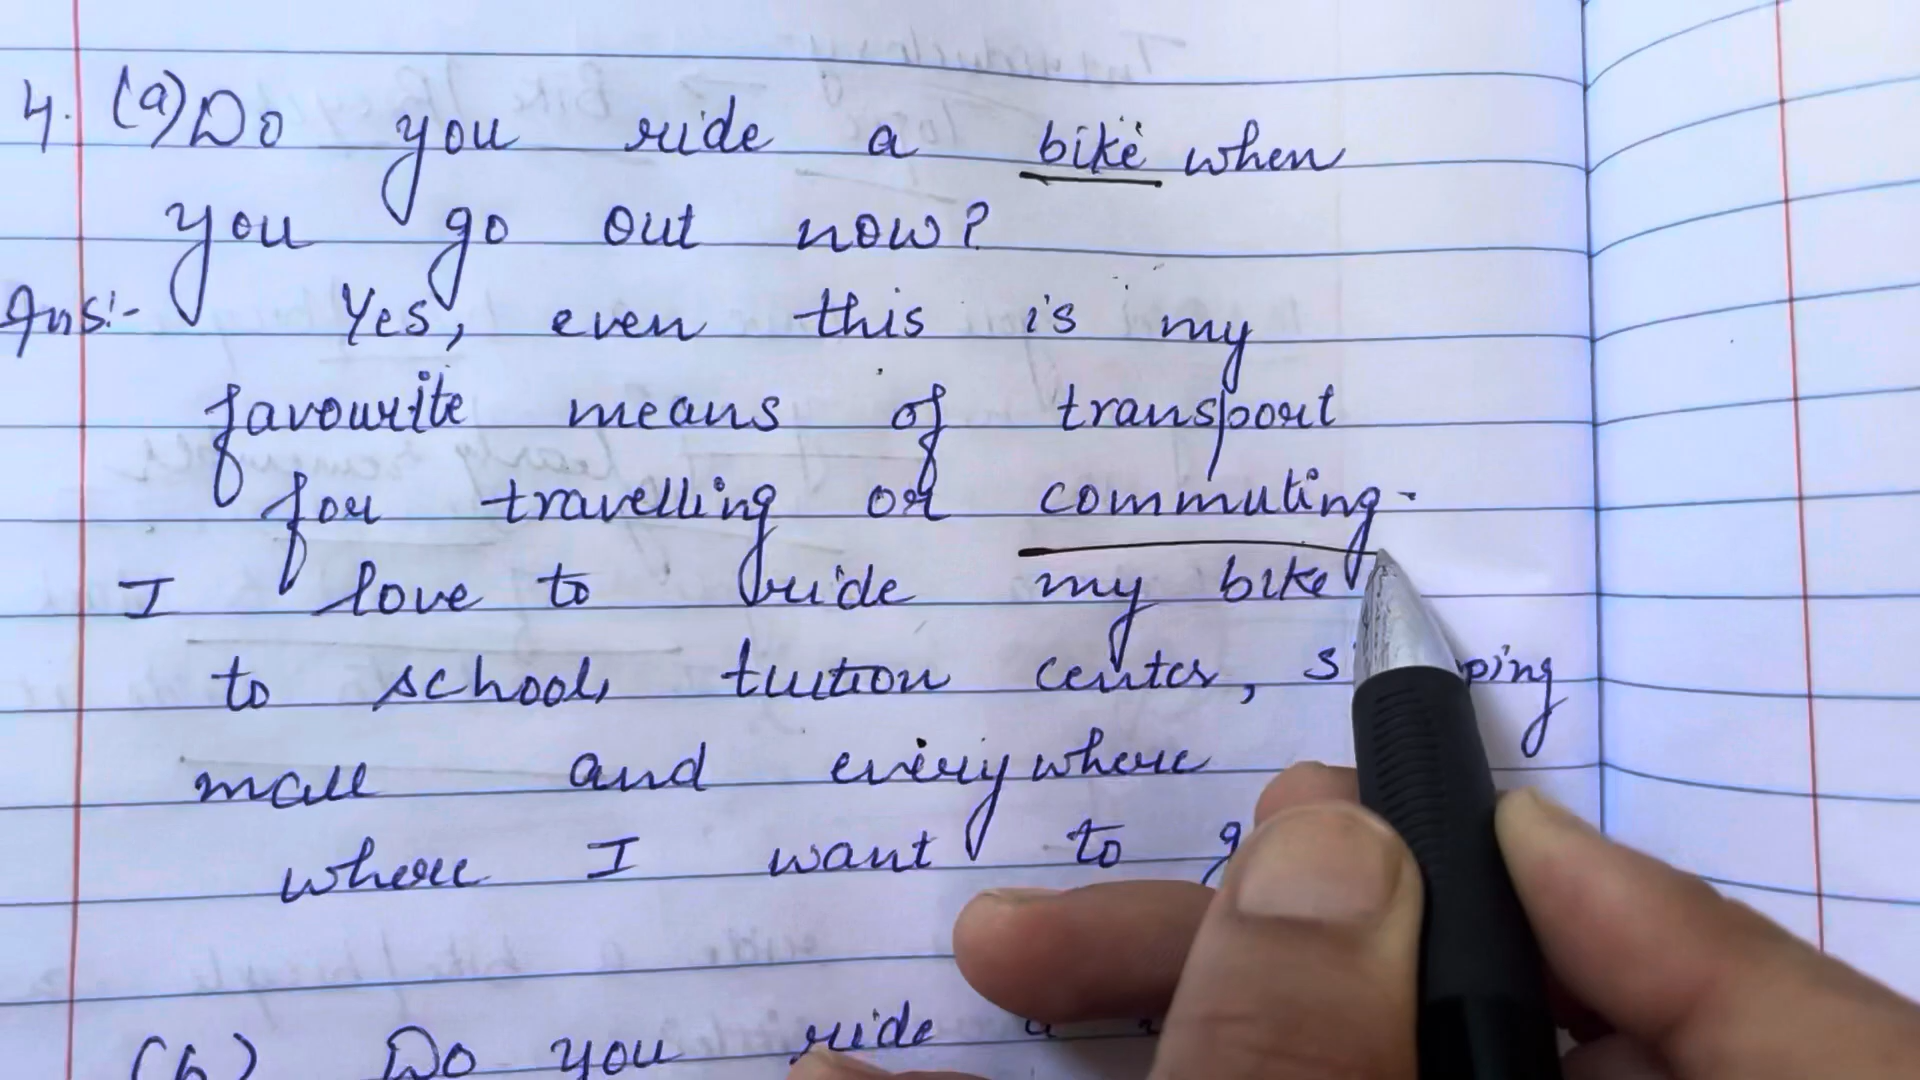 4. (a) Do you ride a bike when
you go out now?
Ans:- Yes, even this is my
favourite means of transport
for travelling or commuting.
I love to ride my bike
to school, tuition center, s ping
mall and everywhere
where I want to g
(b) Do you ride a